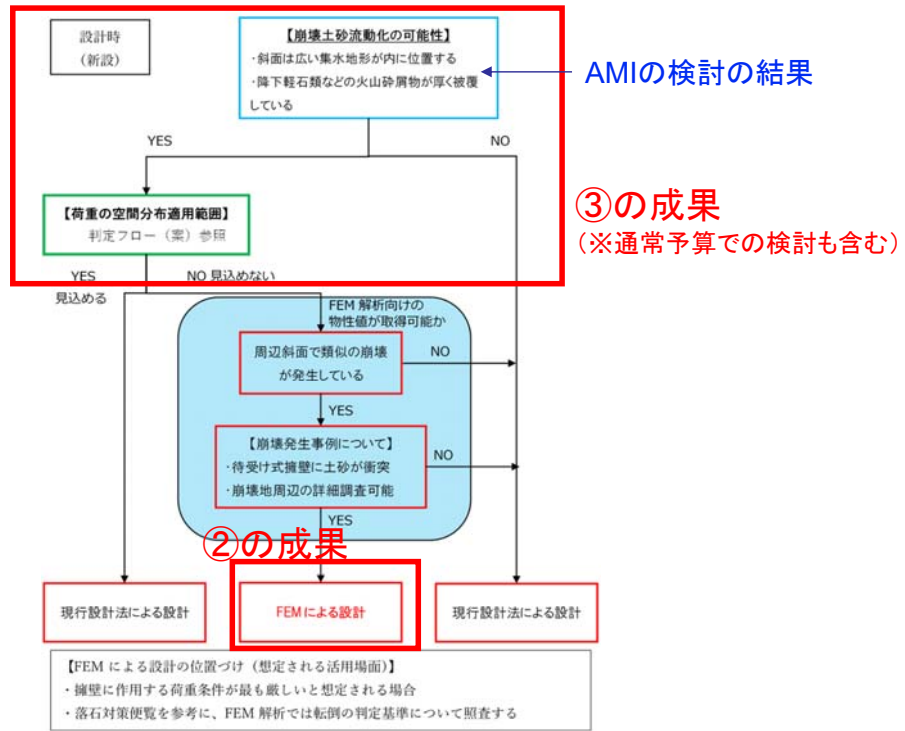 設計時
(新設)
【崩壊土砂流動化の可能性】
・斜面は広い集水地形が内に位置する
・降下軽石類などの火山砕屑物が厚く被覆
している
AMIの検討の結果
YES
NO
【荷重の空間分布適用範囲】
判定フロー（案）参照
③の成果
(※通常予算での検討も含む)
YES
見込める
NO 見込めない
FEM 解析向けの
物性値が取得可能か
周辺斜面で類似の崩壊
が発生している
NO
YES
【崩壊発生事例について】
・待受け式擁壁に土砂が衝突
・崩壊地周辺の詳細調査可能
NO
YES
②の成果
現行設計法による設計
FEMによる設計
現行設計法による設計
【FEM による設計の位置づけ（想定される活用場面）】
・擁壁に作用する荷重条件が最も厳しいと想定される場合
・落石対策便覧を参考に、FEM 解析では転倒の判定基準について照査する